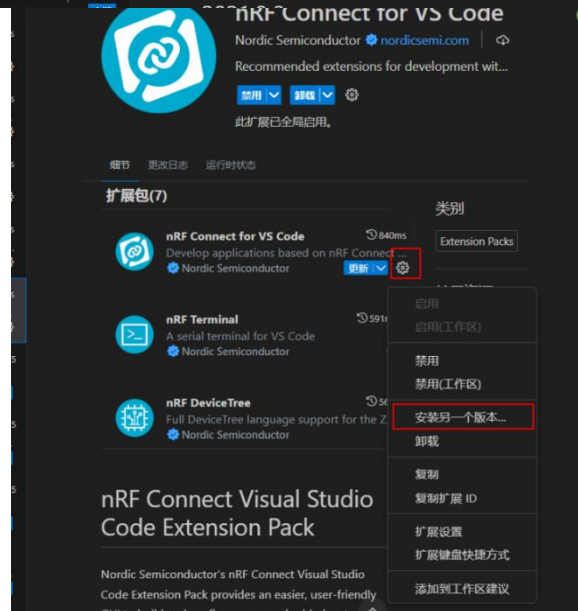 nRF Connect for VS Code
Nordic Semiconductor nordicsemi.com
Recommended extensions for development wit...
禁用 卸载
此扩展已全局启用。
细节 更改日志 运行时状态
扩展包(7)
类别
nRF Connect for VS Code 840ms
Extension Packs
Develop applications based on nRF Connect ...
Nordic Semiconductor 更新
启用
nRF Terminal
启用(工作区)
A serial terminal for VS Code
Nordic Semiconductor
禁用
禁用(工作区)
nRF DeviceTree
安装另一个版本...
Full DeviceTree language support for the Z
Nordic Semiconductor
卸载
复制
复制扩展 ID
nRF Connect Visual Studio
Code Extension Pack
扩展设置
扩展键盘快捷方式
Nordic Semiconductor's nRF Connect Visual Studio
添加到工作区建议
Code Extension Pack provides an easier, user-friendly